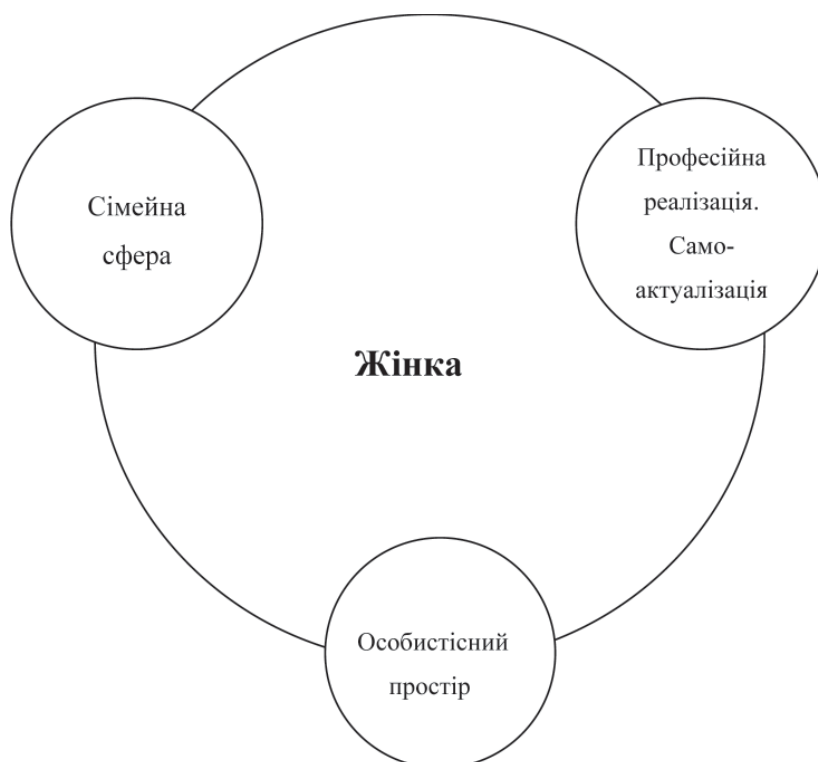 Сімейна
сфера
Професійна
реалізація.
Само-
актуалізація
Жінка
Особистісний
простір